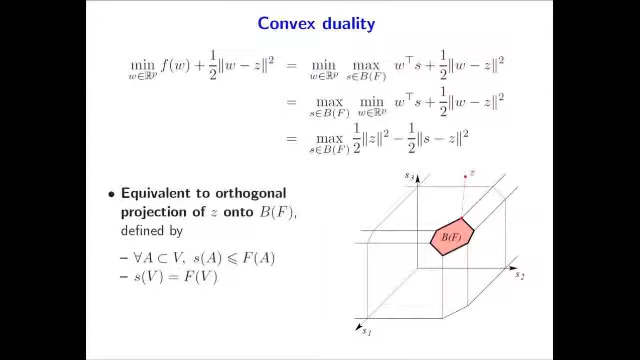 Convex duality
min_{w∈ℝ^p} f(w) + 1/2 ‖w − z‖² = min_{w∈ℝ^p} max_{s∈B(F)} w^⊤ s + 1/2 ‖w − z‖²
= max_{s∈B(F)} min_{w∈ℝ^p} w^⊤ s + 1/2 ‖w − z‖²
= max_{s∈B(F)} 1/2 ‖z‖² − 1/2 ‖s − z‖²
• Equivalent to orthogonal
projection of z onto B(F),
defined by
– ∀A ⊂ V, s(A) ⩽ F(A)
– s(V) = F(V)
s₃
z
B(F)
s₂
s₁